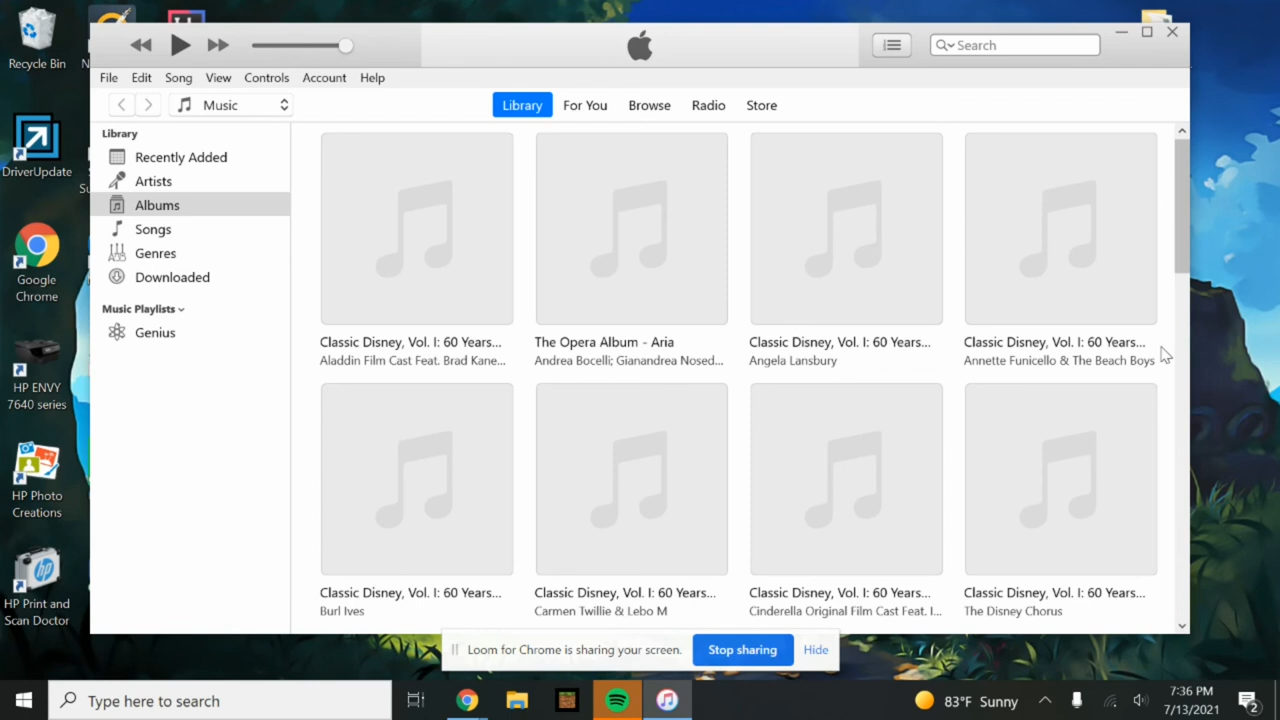 Recycle Bin
DriverUpdate
Google
Chrome
HP ENVY
7640 series
HP Photo
Creations
HP Print and
Scan Doctor
Search
File Edit Song View Controls Account Help
Music
Library For You Browse Radio Store
Library
Recently Added
Artists
Albums
Songs
Genres
Downloaded
Music Playlists
Genius
Classic Disney, Vol. I: 60 Years...
Aladdin Film Cast Feat. Brad Kane...
The Opera Album - Aria
Andrea Bocelli; Gianandrea Nosed...
Classic Disney, Vol. I: 60 Years...
Angela Lansbury
Classic Disney, Vol. I: 60 Years...
Annette Funicello & The Beach Boys
Classic Disney, Vol. I: 60 Years...
Burl Ives
Classic Disney, Vol. I: 60 Years...
Carmen Twillie & Lebo M
Classic Disney, Vol. I: 60 Years...
Cinderella Original Film Cast Feat. I...
Classic Disney, Vol. I: 60 Years...
The Disney Chorus
Loom for Chrome is sharing your screen. Stop sharing Hide
Type here to search
83°F Sunny
7:36 PM
7/13/2021
2